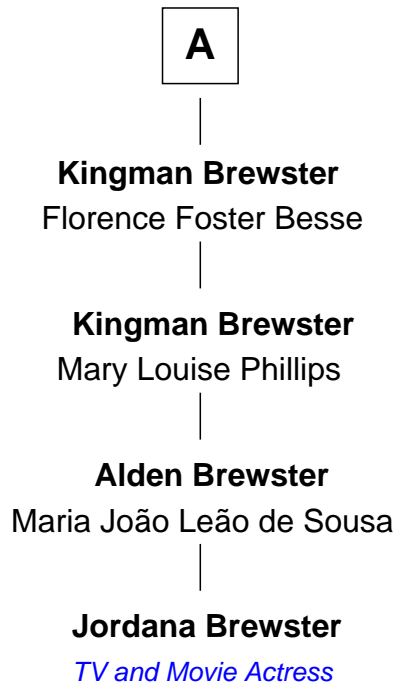 A
Kingman Brewster
Florence Foster Besse
Kingman Brewster
Mary Louise Phillips
Alden Brewster
Maria João Leão de Sousa
Jordana Brewster
TV and Movie Actress